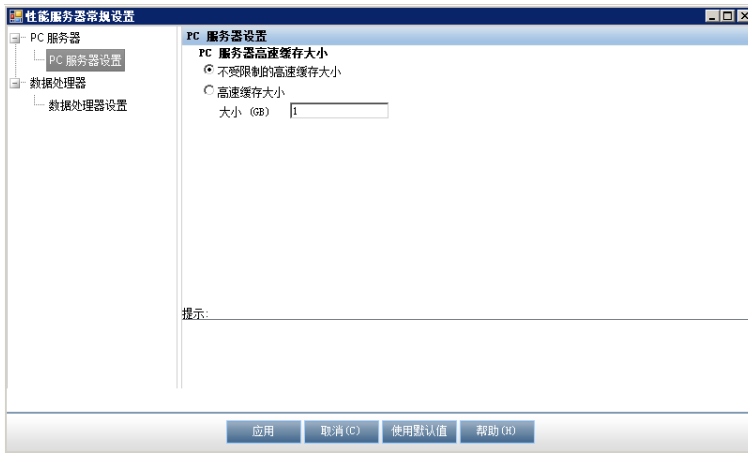 性能服务器常规设置
PC 服务器
PC 服务器设置
数据处理器
数据处理器设置
PC 服务器设置
PC 服务器高速缓存大小
不受限制的高速缓存大小
高速缓存大小
大小 (GB) 1
提示:
应用 取消(C) 使用默认值 帮助(H)